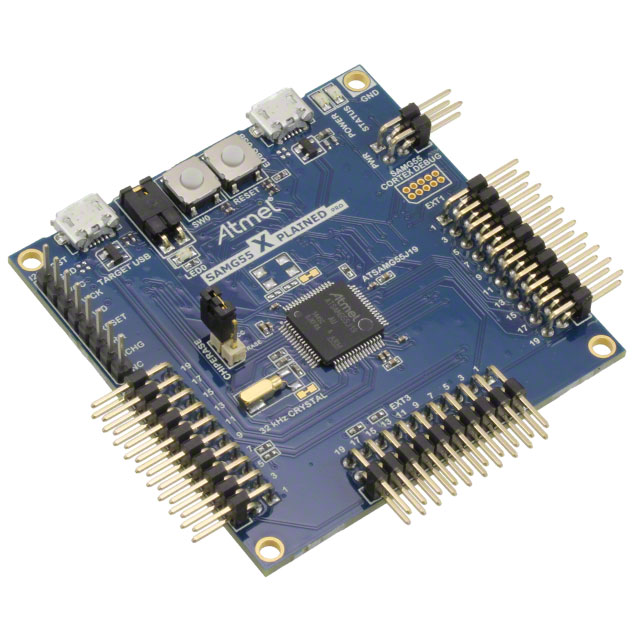 GND
STATUS
POWER
PWR
SAMG55
CORTEX DEBUG
EXT1
1
3
5
7
9
11
13
15
17
19
RESET
SW0
Atmel
SAMG55 X PLAINED PRO
TARGET USB
LED0
ATSAMG55J19
Atmel
CHIPERASE
32 kHz CRYSTAL
EXT3
19
17
15
13
11
9
7
5
3
1